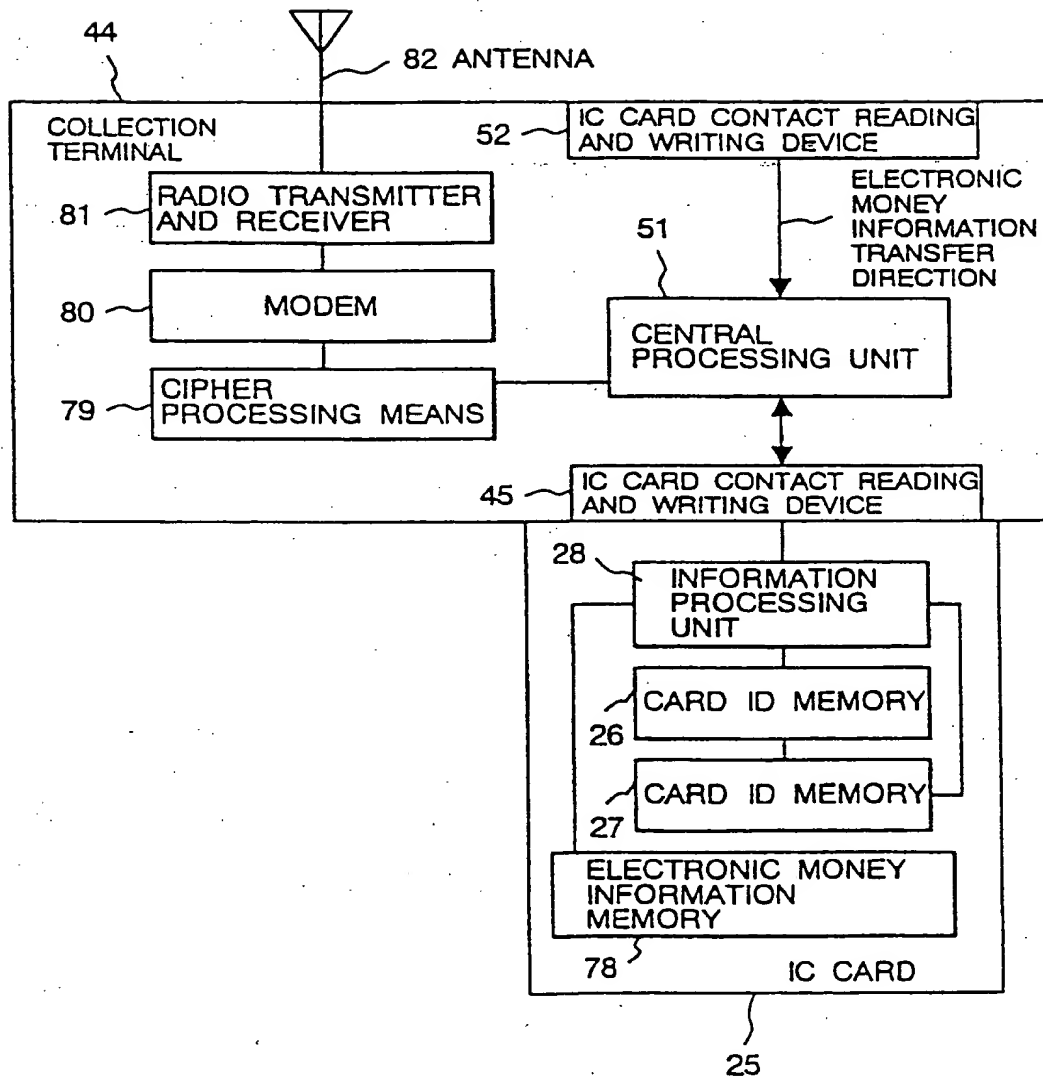 44
82 ANTENNA
COLLECTION
TERMINAL
52
IC CARD CONTACT READING
AND WRITING DEVICE
81
RADIO TRANSMITTER
AND RECEIVER
ELECTRONIC
MONEY
INFORMATION
TRANSFER
DIRECTION
51
80
MODEM
CENTRAL
PROCESSING UNIT
79
CIPHER
PROCESSING MEANS
45
IC CARD CONTACT READING
AND WRITING DEVICE
28
INFORMATION
PROCESSING
UNIT
CARD ID MEMORY
26
CARD ID MEMORY
27
ELECTRONIC MONEY
INFORMATION
MEMORY
78
IC CARD
25